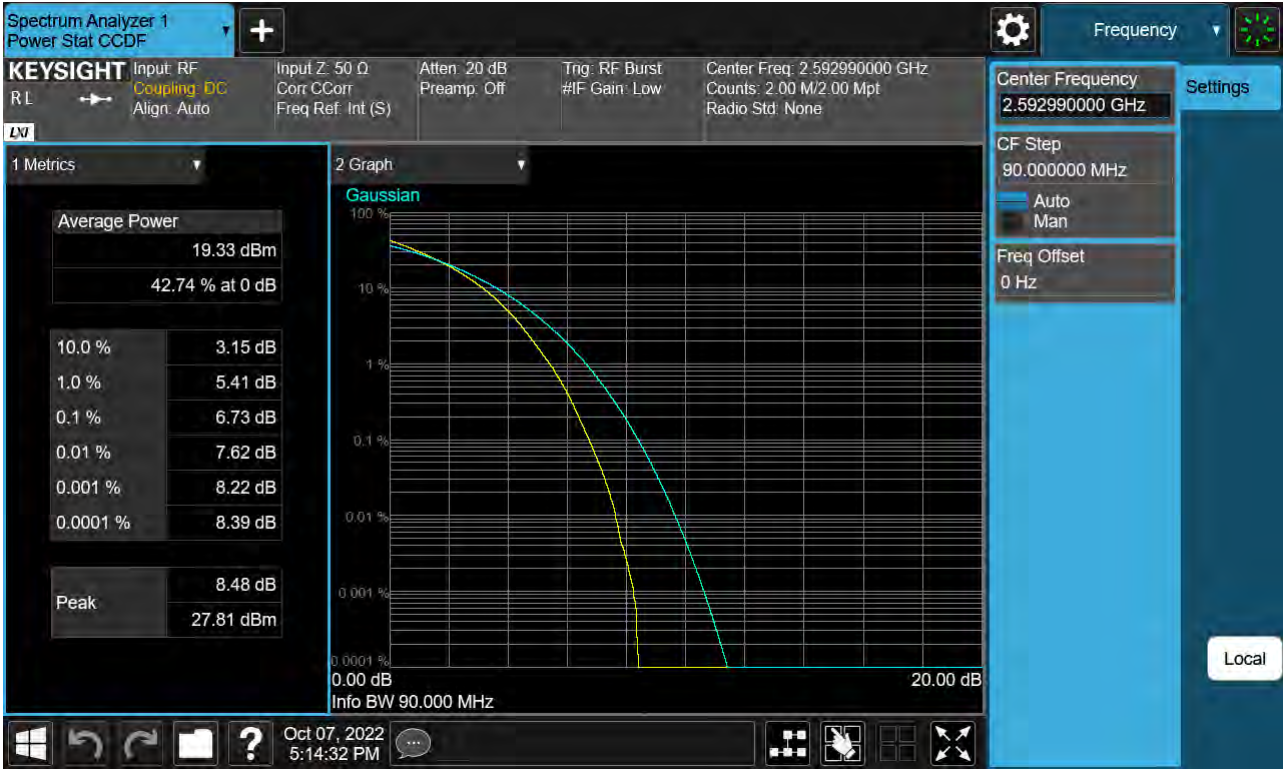 Spectrum Analyzer 1
Power Stat CCDF
+
Frequency
KEYSIGHT
R L
LXI
Input: RF
Coupling: DC
Align: Auto
Input Z: 50 Ω
Corr CCorr
Freq Ref: Int (S)
Atten: 20 dB
Preamp: Off
Trig: RF Burst
#IF Gain: Low
Center Freq: 2.592990000 GHz
Counts: 2.00 M/2.00 Mpt
Radio Std: None
Center Frequency
2.592990000 GHz
Settings
CF Step
90.000000 MHz
Auto
Man
Freq Offset
0 Hz
1 Metrics
Average Power
19.33 dBm
42.74 % at 0 dB
10.0 % 3.15 dB
1.0 % 5.41 dB
0.1 % 6.73 dB
0.01 % 7.62 dB
0.001 % 8.22 dB
0.0001 % 8.39 dB
Peak
8.48 dB
27.81 dBm
2 Graph
Gaussian
100 %
10 %
1 %
0.1 %
0.01 %
0.001 %
0.0001 %
0.00 dB 20.00 dB
Info BW 90.000 MHz
Local
?
Oct 07, 2022
5:14:32 PM